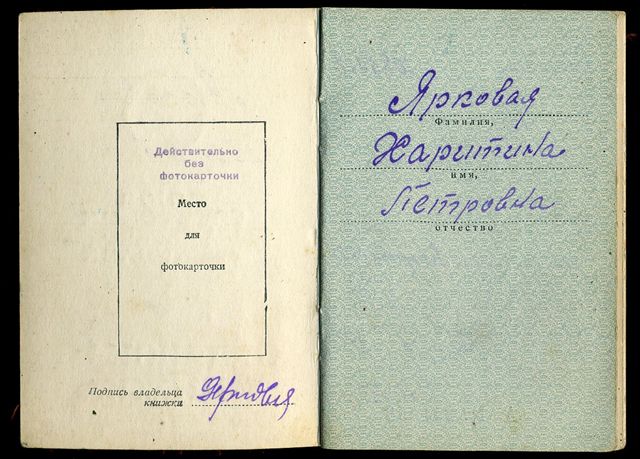 Действительно
без
фотокарточки
Место
для
фотокарточки
Подпись владельца
книжки
Ярковая
Фамилия,
Харитина
имя,
Петровна
отчество